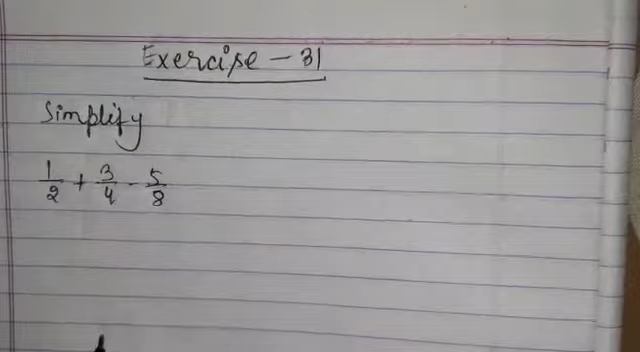 Exercise - 31
Simplify
1/2 + 3/4 - 5/8